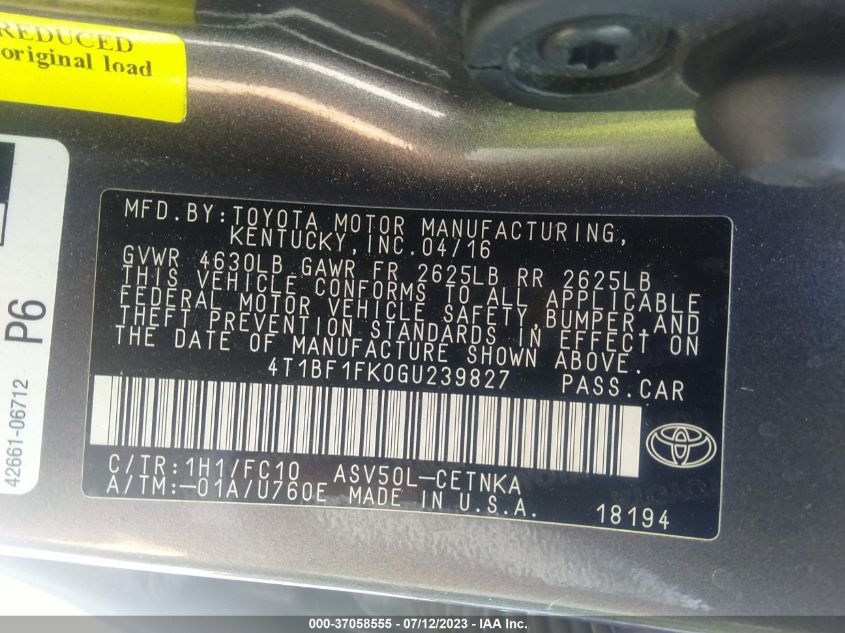 REDUCED
original load
P6
42661-06712
MFD.BY:TOYOTA MOTOR MANUFACTURING,
KENTUCKY,INC.04/16
GVWR 4630LB GAWR FR 2625LB RR 2625LB
THIS VEHICLE CONFORMS TO ALL APPLICABLE
FEDERAL MOTOR VEHICLE SAFETY,BUMPER,AND
THEFT PREVENTION STANDARDS IN EFFECT ON
THE DATE OF MANUFACTURE SHOWN ABOVE.
4T1BF1FK0GU239827 PASS.CAR
C/TR:1H1/FC10 ASV50L-CETNKA
A/TM:-01A/U760E MADE IN U.S.A. 18194
000-37058555 - 07/12/2023 - IAA Inc.